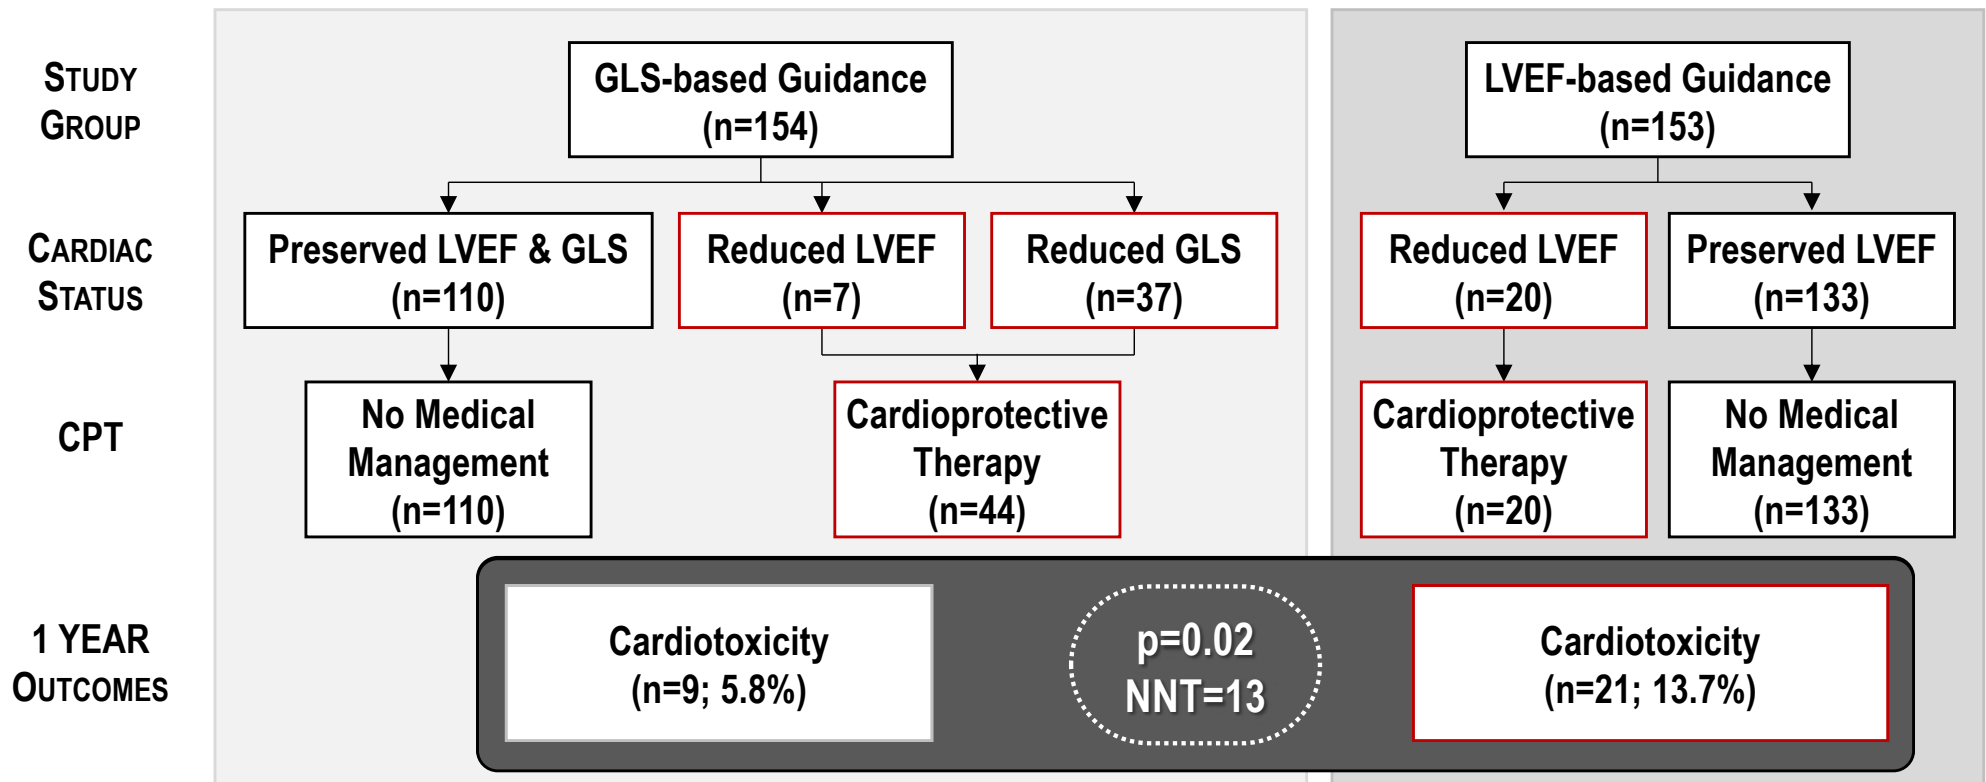 STUDY
GROUP
GLS-based Guidance
(n=154)
LVEF-based Guidance
(n=153)
CARDIAC
STATUS
Preserved LVEF & GLS
(n=110)
Reduced LVEF
(n=7)
Reduced GLS
(n=37)
Reduced LVEF
(n=20)
Preserved LVEF
(n=133)
CPT
No Medical
Management
(n=110)
Cardioprotective
Therapy
(n=44)
Cardioprotective
Therapy
(n=20)
No Medical
Management
(n=133)
1 YEAR
OUTCOMES
Cardiotoxicity
(n=9; 5.8%)
p=0.02
NNT=13
Cardiotoxicity
(n=21; 13.7%)